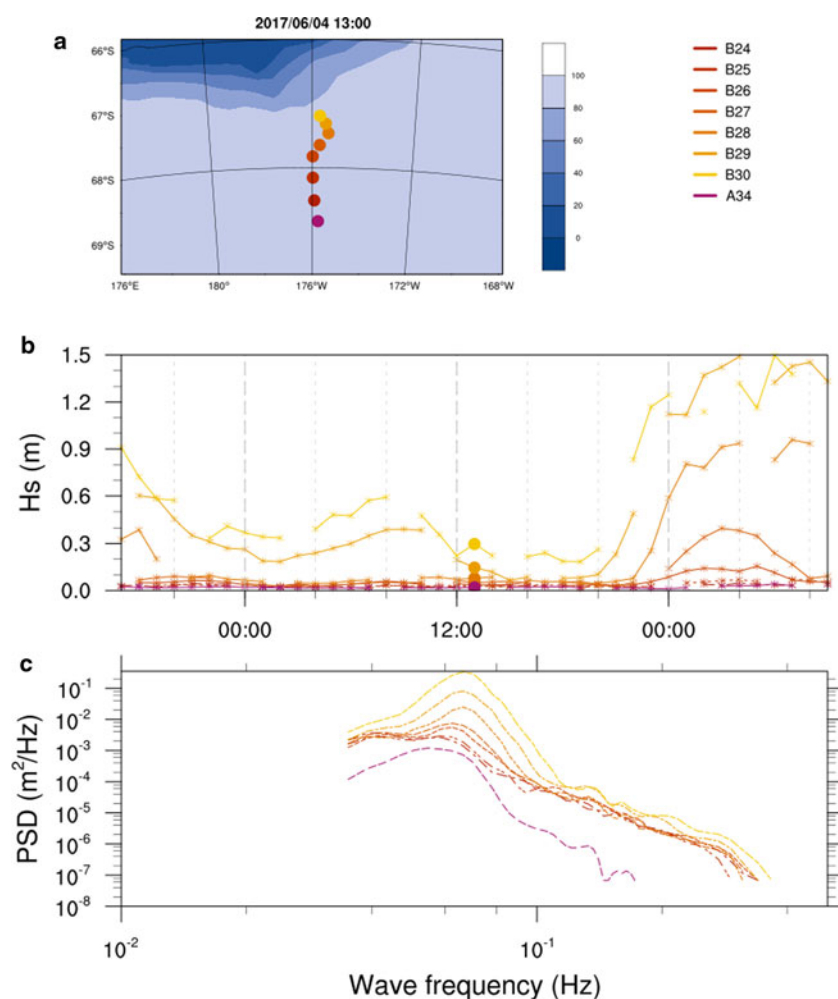 2017/06/04 13:00
a
66°S
67°S
68°S
69°S
176°E 180° 176°W 172°W 168°W
100
80
60
40
20
0
B24
B25
B26
B27
B28
B29
B30
A34
b
Hs (m)
1.5
1.2
0.9
0.6
0.3
0.0
00:00 12:00 00:00
c
PSD (m²/Hz)
10⁻¹
10⁻²
10⁻³
10⁻⁴
10⁻⁵
10⁻⁶
10⁻⁷
10⁻⁸
10⁻² 10⁻¹
Wave frequency (Hz)